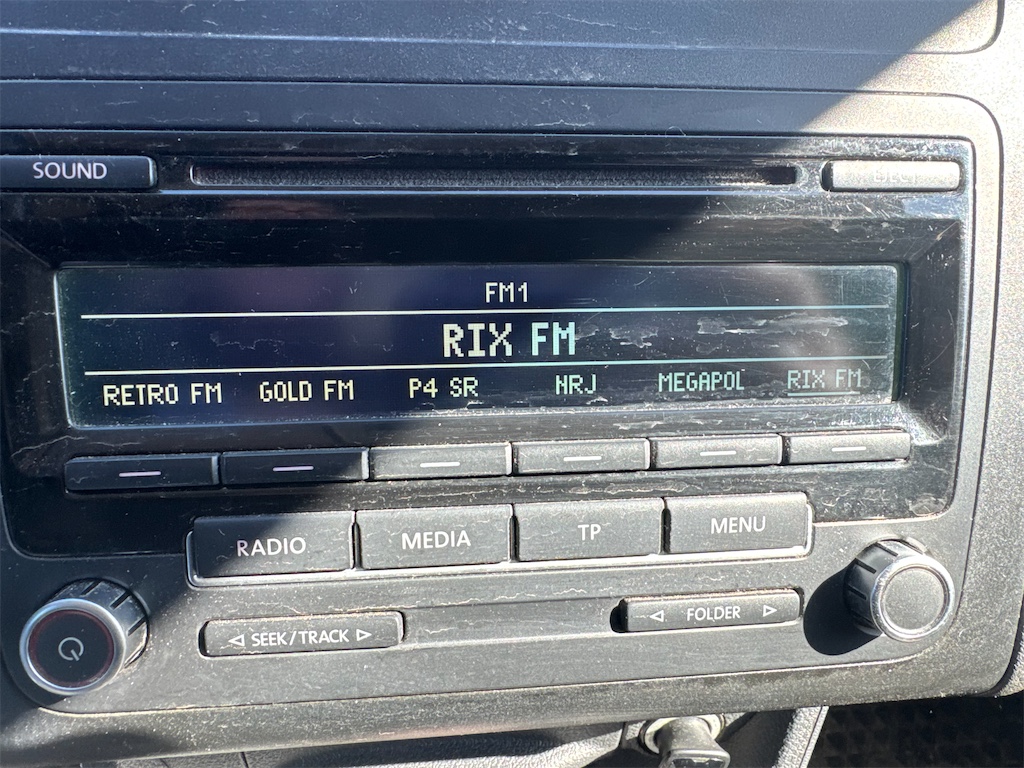 SOUND
EJECT
FM1
RIX FM
RETRO FM GOLD FM P4 SR NRJ MEGAPOL RIX FM
RADIO MEDIA TP MENU
SEEK/TRACK FOLDER